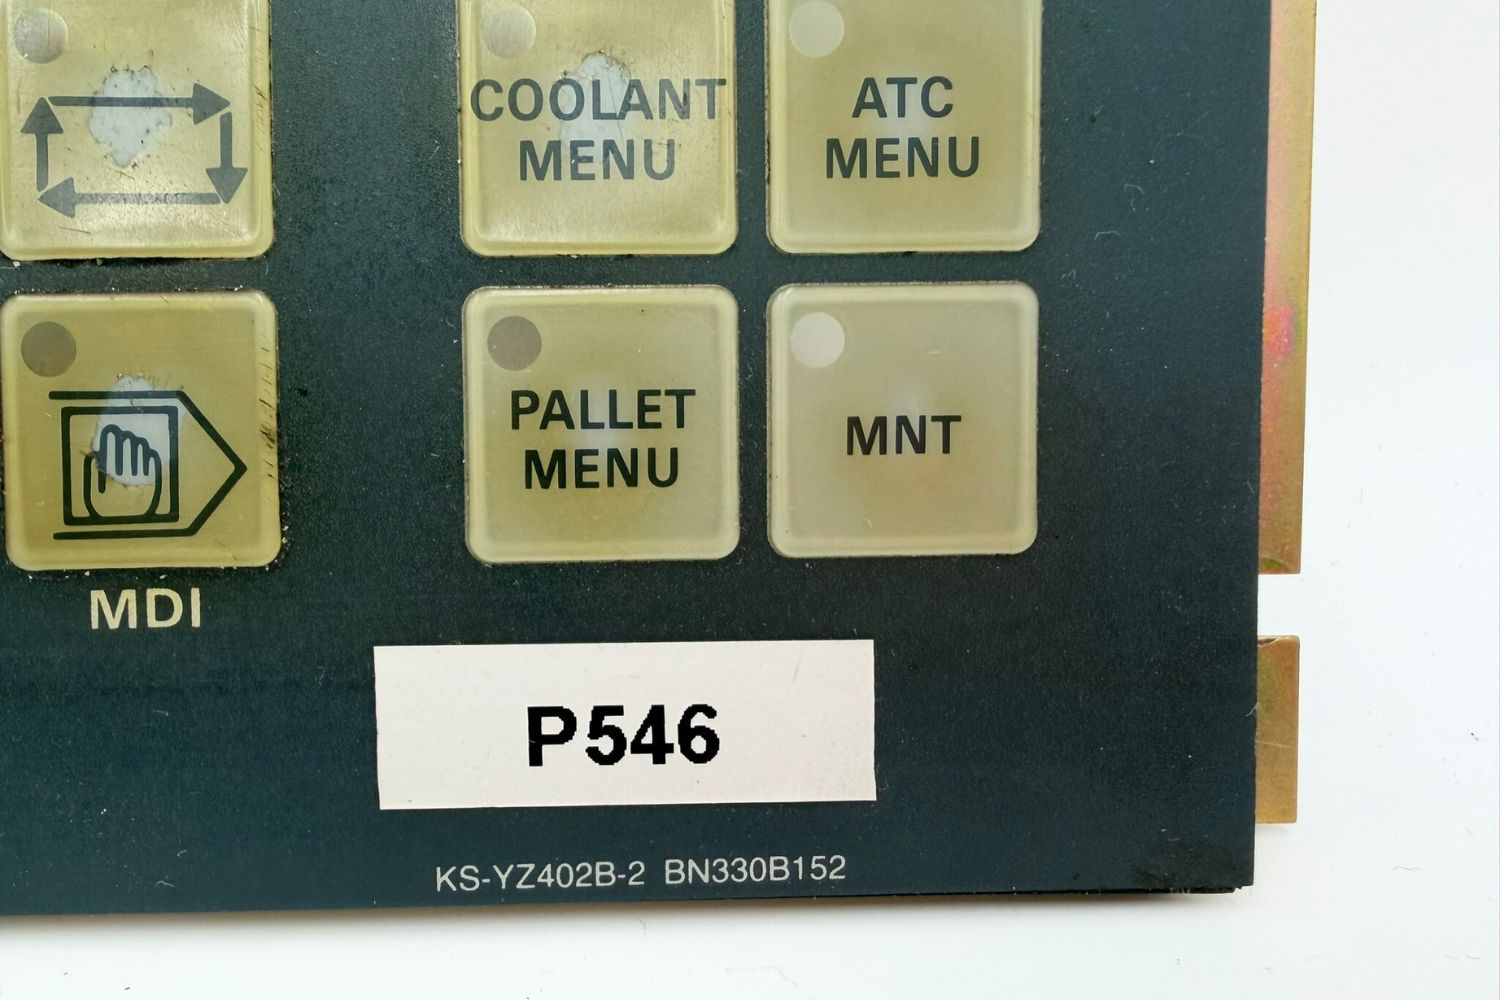 COOLANT
MENU
ATC
MENU
PALLET
MENU
MNT
MDI
P546
KS-YZ402B-2 BN330B152